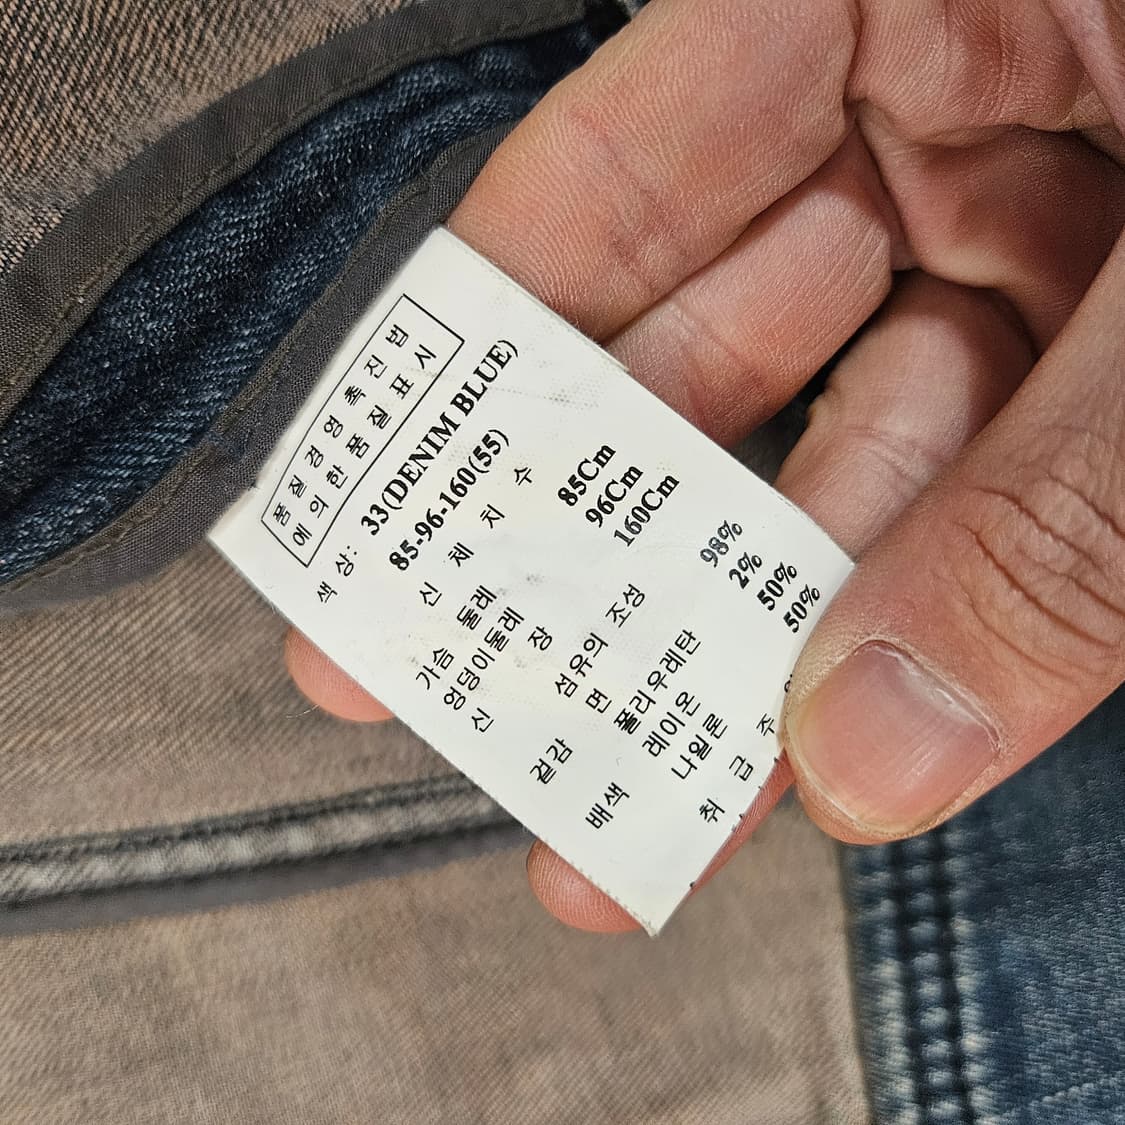 품질경영촉진법
에의한품질표시
색상: 33(DENIM BLUE)
85-96-160(55)
신 체 치 수
가슴 둘레 85Cm
엉덩이둘레 96Cm
신 장 160Cm
섬유의 조성
겉감 면 98%
폴리우레탄 2%
배색 레이온 50%
나일론 50%
취 급 주